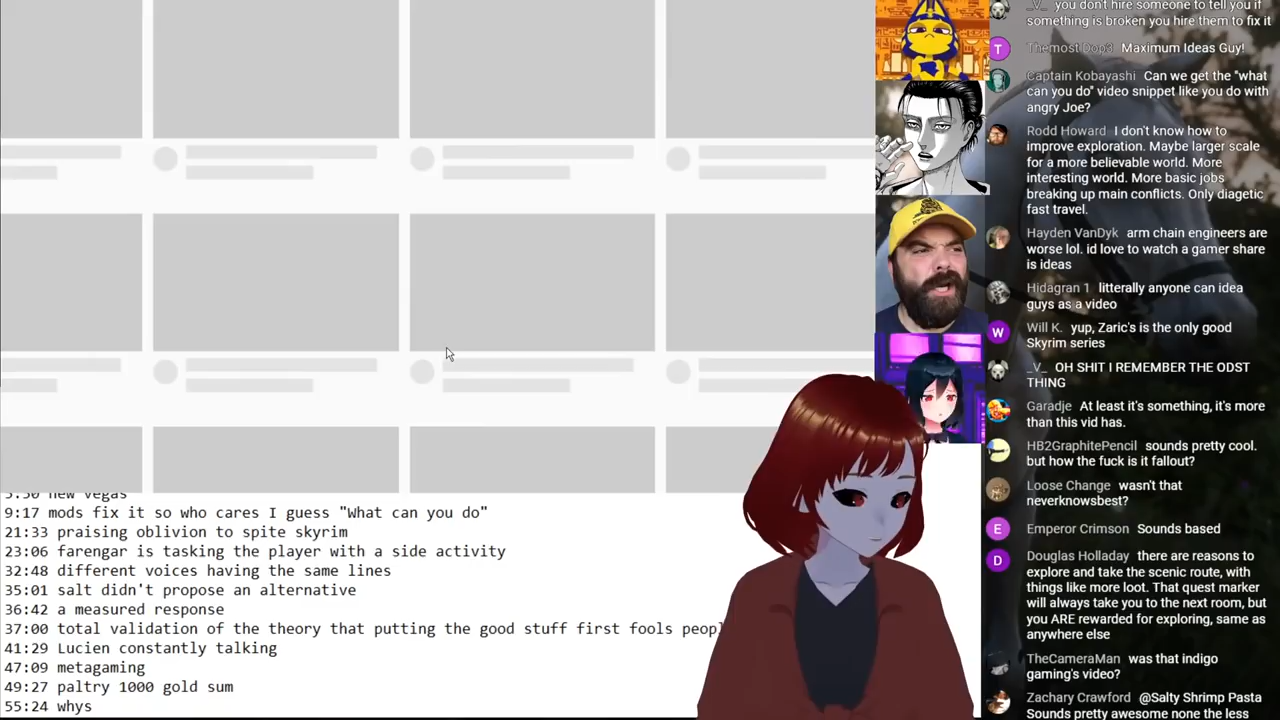 5:50 new vegas
9:17 mods fix it so who cares I guess "What can you do"
21:33 praising oblivion to spite skyrim
23:06 farengar is tasking the player with a side activity
32:48 different voices having the same lines
35:01 salt didn't propose an alternative
36:42 a measured response
37:00 total validation of the theory that putting the good stuff first fools peopl
41:29 Lucien constantly talking
47:09 metagaming
49:27 paltry 1000 gold sum
55:24 whys
_V_ you don't hire someone to tell you if
something is broken you hire them to fix it
T Themost Dop3 Maximum Ideas Guy!
Captain Kobayashi Can we get the "what
can you do" video snippet like you do with
angry Joe?
Rodd Howard I don't know how to
improve exploration. Maybe larger scale
for a more believable world. More
interesting world. More basic jobs
breaking up main conflicts. Only diagetic
fast travel.
Hayden VanDyk arm chain engineers are
worse lol. id love to watch a gamer share
is ideas
Hidagran 1 litterally anyone can idea
guys as a video
W Will K. yup, Zaric's is the only good
Skyrim series
_V_ OH SHIT I REMEMBER THE ODST
THING
Garadje At least it's something, it's more
than this vid has.
HB2GraphitePencil sounds pretty cool.
but how the fuck is it fallout?
Loose Change wasn't that
neverknowsbest?
E Emperor Crimson Sounds based
D Douglas Holladay there are reasons to
explore and take the scenic route, with
things like more loot. That quest marker
will always take you to the next room, but
you ARE rewarded for exploring, same as
anywhere else
TheCameraMan was that indigo
gaming's video?
Zachary Crawford @Salty Shrimp Pasta
Sounds pretty awesome none the less